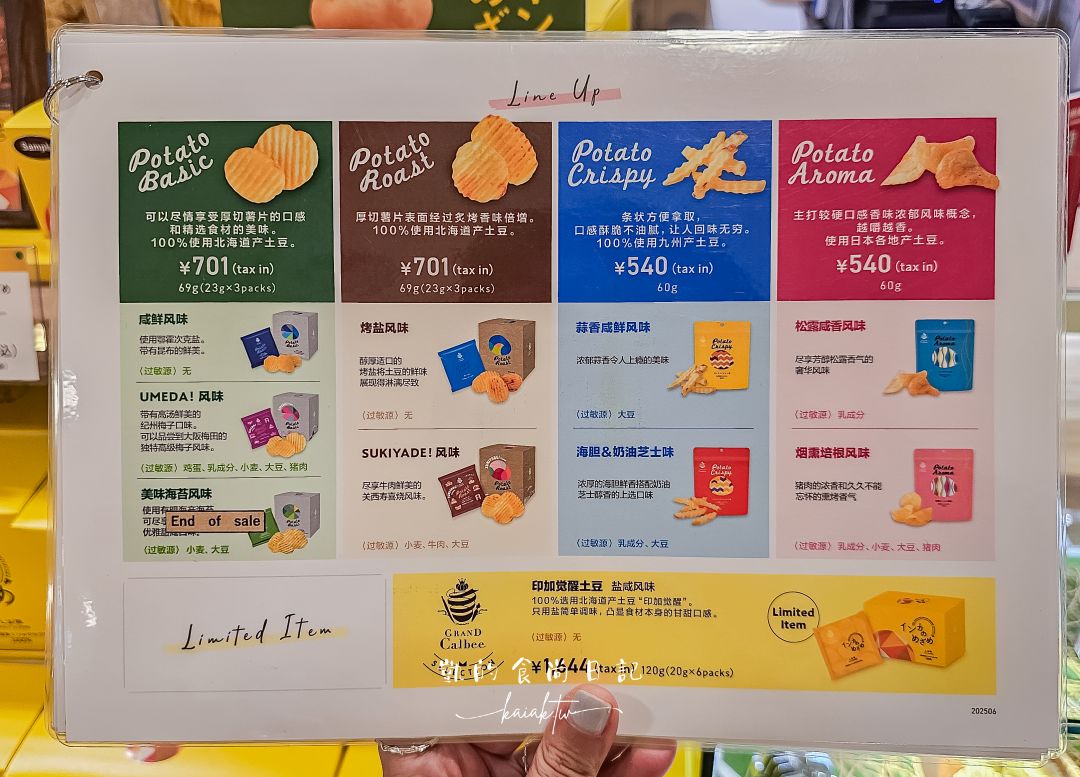 Line Up
Potato
Basic
可以尽情享受厚切薯片的口感
和精选食材的美味。
100%使用北海道产土豆。
¥701(tax in)
69g(23g×3packs)
咸鲜风味
使用鄂霍次克盐。
带有昆布的鲜美。
(过敏源) 无
UMEDA! 风味
带有高汤鲜美的
纪州梅子口味。
可以品尝到大阪梅田的
独特高级梅子风味。
(过敏源) 鸡蛋、乳成分、小麦、大豆、猪肉
美味海苔风味
End of sale
(过敏源) 小麦、大豆
Potato
Roast
厚切薯片表面经过炙烤香味倍增。
100%使用北海道产土豆。
¥701(tax in)
69g(23g×3packs)
烤盐风味
醇厚适口的
烤盐将土豆的鲜味
展现得淋漓尽致
(过敏源) 无
SUKIYADE! 风味
尽享牛肉鲜美的
关西寿喜烧风味。
(过敏源) 小麦、牛肉、大豆
Potato
Crispy
条状方便拿取，
口感酥脆不油腻，让人回味无穷。
100%使用九州产土豆。
¥540 (tax in)
60g
蒜香咸鲜风味
浓郁蒜香令人上瘾的美味
(过敏源) 大豆
海胆&奶油芝士味
浓厚的海胆鲜香搭配奶油
芝士醇香的上选口味
(过敏源) 乳成分、大豆
Potato
Aroma
主打较硬口感香味浓郁风味概念，
越嚼越香。
使用日本各地产土豆。
¥540 (tax in)
60g
松露咸香风味
尽享芳醇松露香气的
奢华风味
(过敏源) 乳成分
烟熏培根风味
猪肉的浓香和久久不能
忘怀的熏烤香气
(过敏源) 乳成分、小麦、大豆、猪肉
Limited Item
GRAND
Calbee
印加觉醒土豆 盐咸风味
100%选用北海道产土豆“印加觉醒”。
只用盐简单调味，凸显食材本身的甘甜口感。
(过敏源) 无
¥1,644(tax in) 120g(20g×6packs)
Limited
Item
インカの
めざめ
202506
食尚日記
kaiak.tw